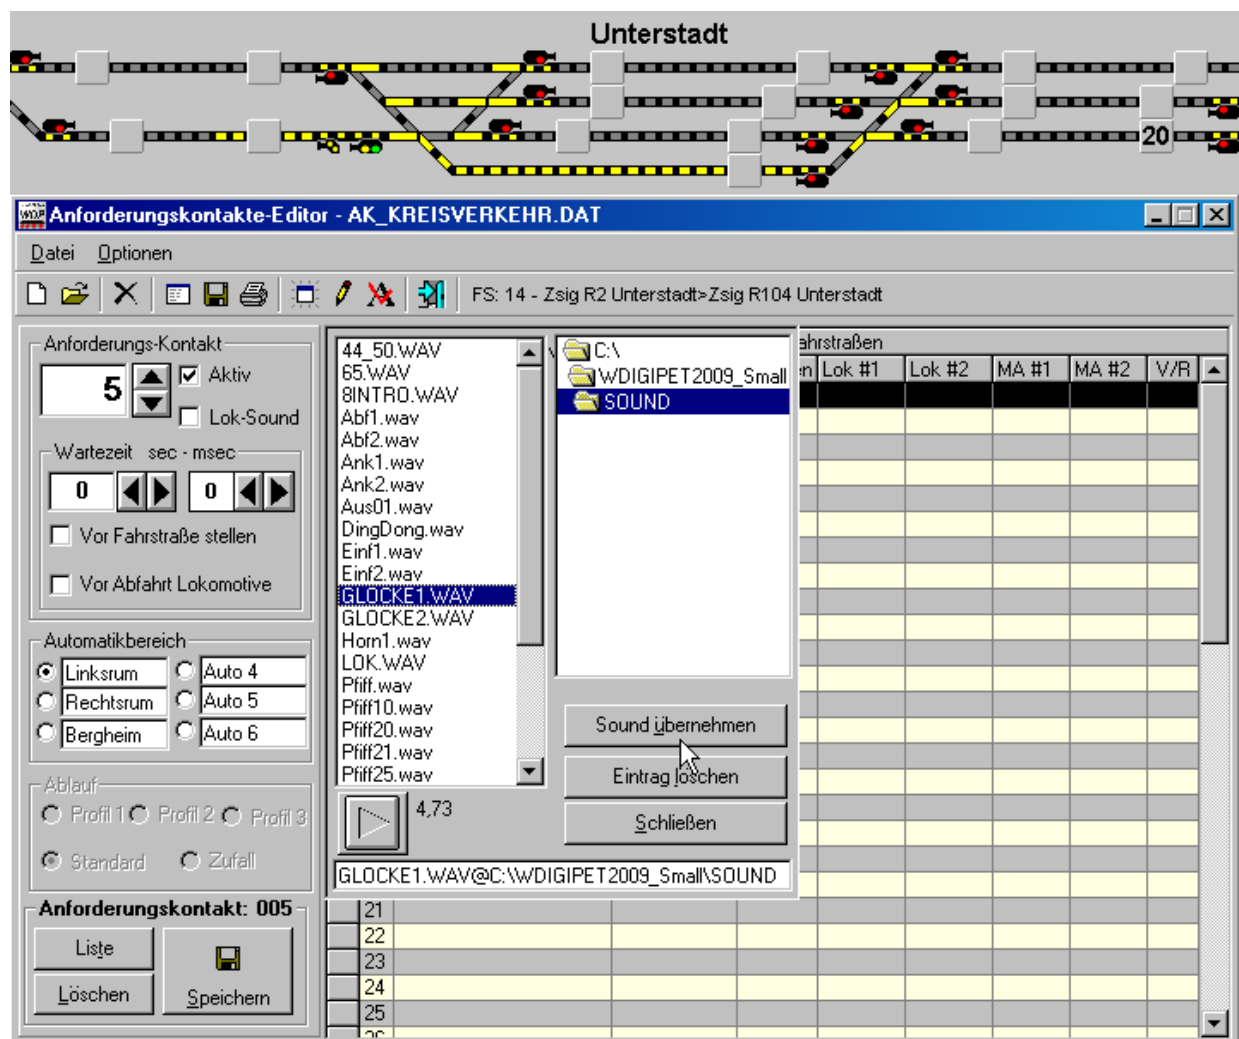 Unterstadt
20
Anforderungskontakte-Editor - AK_KREISVERKEHR.DAT
Datei Optionen
FS: 14 - Zsig R2 Unterstadt>Zsig R104 Unterstadt
Anforderungs-Kontakt
5
Aktiv
Lok-Sound
Wartezeit sec - msec
0 0
Vor Fahrstraße stellen
Vor Abfahrt Lokomotive
Automatikbereich
Linksrum Auto 4
Rechtsrum Auto 5
Bergheim Auto 6
Ablauf
Profil 1 Profil 2 Profil 3
Standard Zufall
Anforderungskontakt: 005
Liste
Löschen
Speichern
44_50.WAV
65.WAV
8INTRO.WAV
Abf1.wav
Abf2.wav
Ank1.wav
Ank2.wav
Aus01.wav
DingDong.wav
Einf1.wav
Einf2.wav
GLOCKE1.WAV
GLOCKE2.WAV
Horn1.wav
LOK.WAV
Pfiff.wav
Pfiff10.wav
Pfiff20.wav
Pfiff21.wav
Pfiff25.wav
C:\
WDIGIPET2009_Small
SOUND
Sound übernehmen
Eintrag löschen
Schließen
4,73
GLOCKE1.WAV@C:\WDIGIPET2009_Small\SOUND
ahrstraßen
en Lok #1 Lok #2 MA #1 MA #2 V/R
21
22
23
24
25